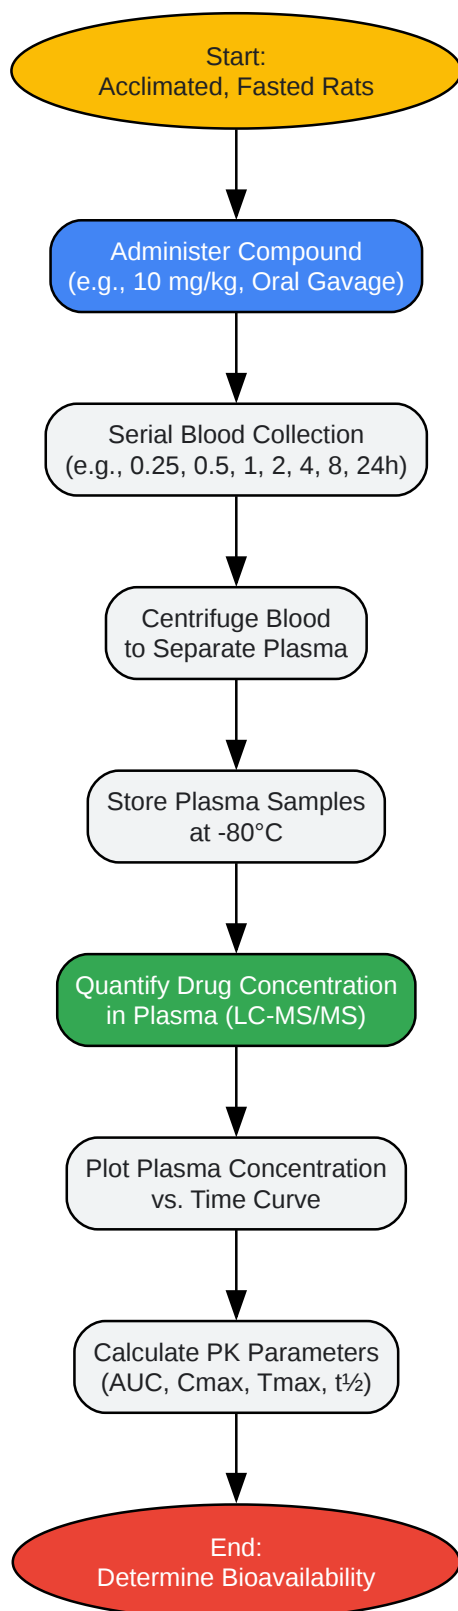 Start:
Acclimated, Fasted Rats
Administer Compound
(e.g., 10 mg/kg, Oral Gavage)
Serial Blood Collection
(e.g., 0.25, 0.5, 1, 2, 4, 8, 24h)
Centrifuge Blood
to Separate Plasma
Store Plasma Samples
at -80°C
Quantify Drug Concentration
in Plasma (LC-MS/MS)
Plot Plasma Concentration
vs. Time Curve
Calculate PK Parameters
(AUC, Cmax, Tmax, t½)
End:
Determine Bioavailability